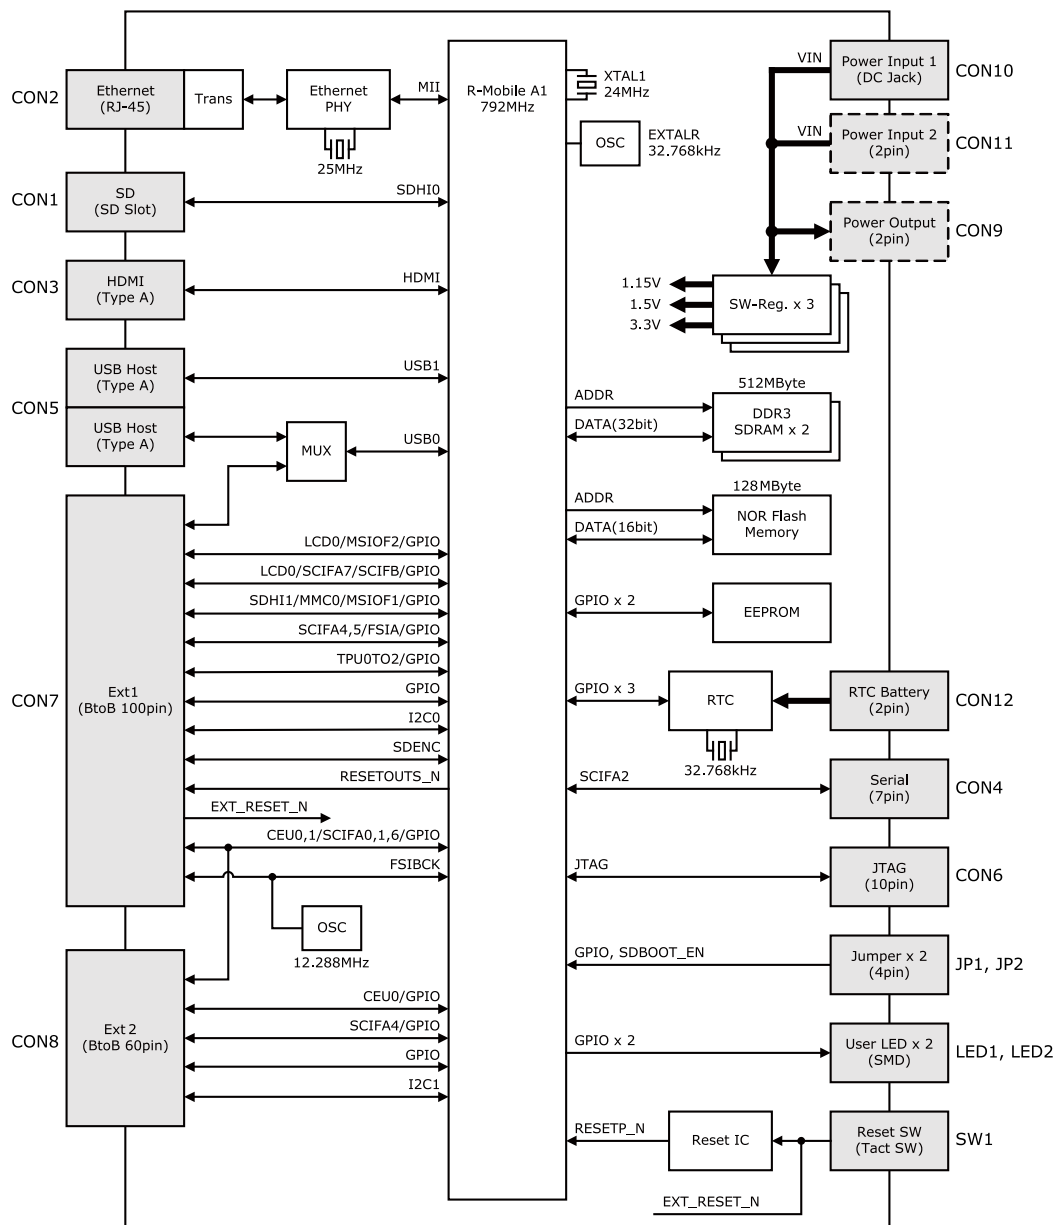 CON2
Ethernet
(RJ-45)
Trans
Ethernet
PHY
25MHz
MII
CON1
SD
(SD Slot)
SDHI0
CON3
HDMI
(Type A)
HDMI
CON5
USB Host
(Type A)
USB1
USB Host
(Type A)
MUX
USB0
CON7
Ext1
(BtoB 100pin)
LCD0/MSIOF2/GPIO
LCD0/SCIFA7/SCIFB/GPIO
SDHI1/MMC0/MSIOF1/GPIO
SCIFA4,5/FSIA/GPIO
TPU0TO2/GPIO
GPIO
I2C0
SDENC
RESETOUTS_N
EXT_RESET_N
CEU0,1/SCIFA0,1,6/GPIO
FSIBCK
OSC
12.288MHz
CON8
Ext2
(BtoB 60pin)
CEU0/GPIO
SCIFA4/GPIO
GPIO
I2C1
R-Mobile A1
792MHz
XTAL1
24MHz
OSC
EXTALR
32.768kHz
VIN
Power Input 1
(DC Jack)
CON10
VIN
Power Input 2
(2pin)
CON11
Power Output
(2pin)
CON9
1.15V
1.5V
3.3V
SW-Reg. x 3
512MByte
ADDR
DATA(32bit)
DDR3
SDRAM x 2
128MByte
ADDR
DATA(16bit)
NOR Flash
Memory
GPIO x 2
EEPROM
GPIO x 3
RTC
32.768kHz
RTC Battery
(2pin)
CON12
SCIFA2
Serial
(7pin)
CON4
JTAG
JTAG
(10pin)
CON6
GPIO, SDBOOT_EN
Jumper x 2
(4pin)
JP1, JP2
GPIO x 2
User LED x 2
(SMD)
LED1, LED2
RESETP_N
Reset IC
Reset SW
(Tact SW)
SW1
EXT_RESET_N